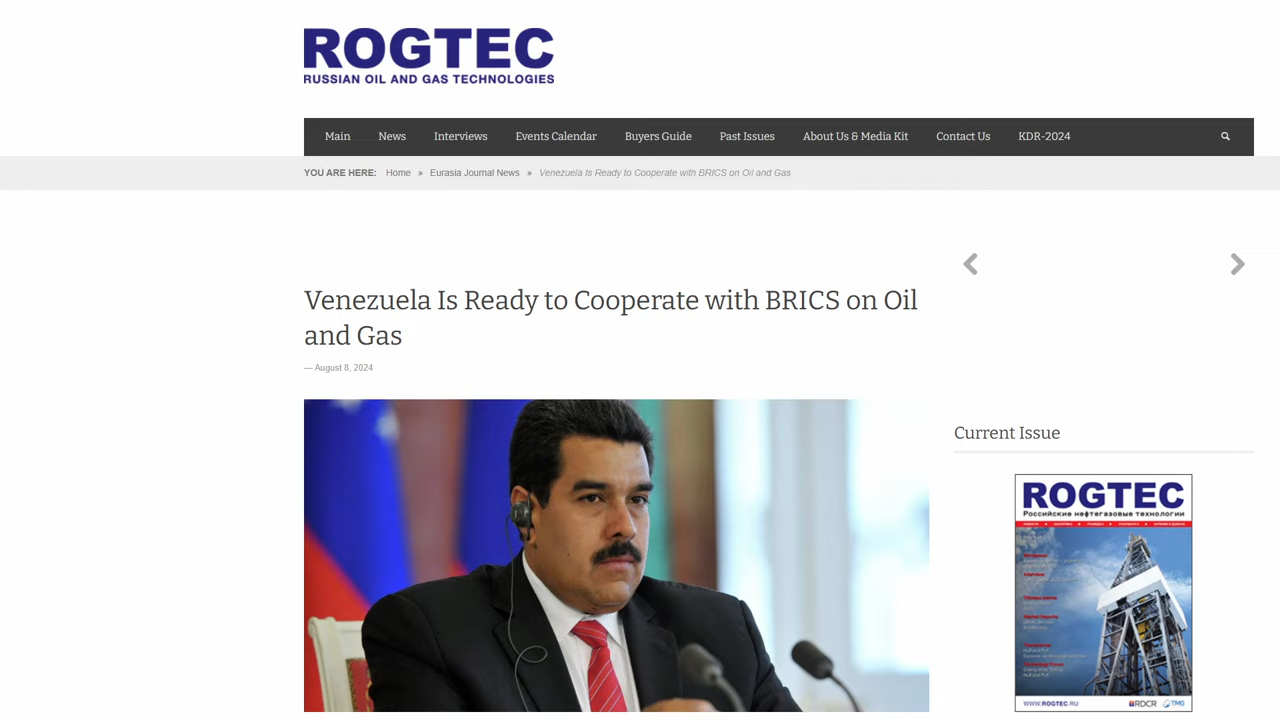 ROGTEC
RUSSIAN OIL AND GAS TECHNOLOGIES
Main News Interviews Events Calendar Buyers Guide Past Issues About Us & Media Kit Contact Us KDR-2024
YOU ARE HERE: Home » Eurasia Journal News » Venezuela Is Ready to Cooperate with BRICS on Oil and Gas
Venezuela Is Ready to Cooperate with BRICS on Oil
and Gas
— August 8, 2024
Current Issue
ROGTEC
Российские нефтегазовые технологии
WWW.ROGTEC.RU RDCR TMG